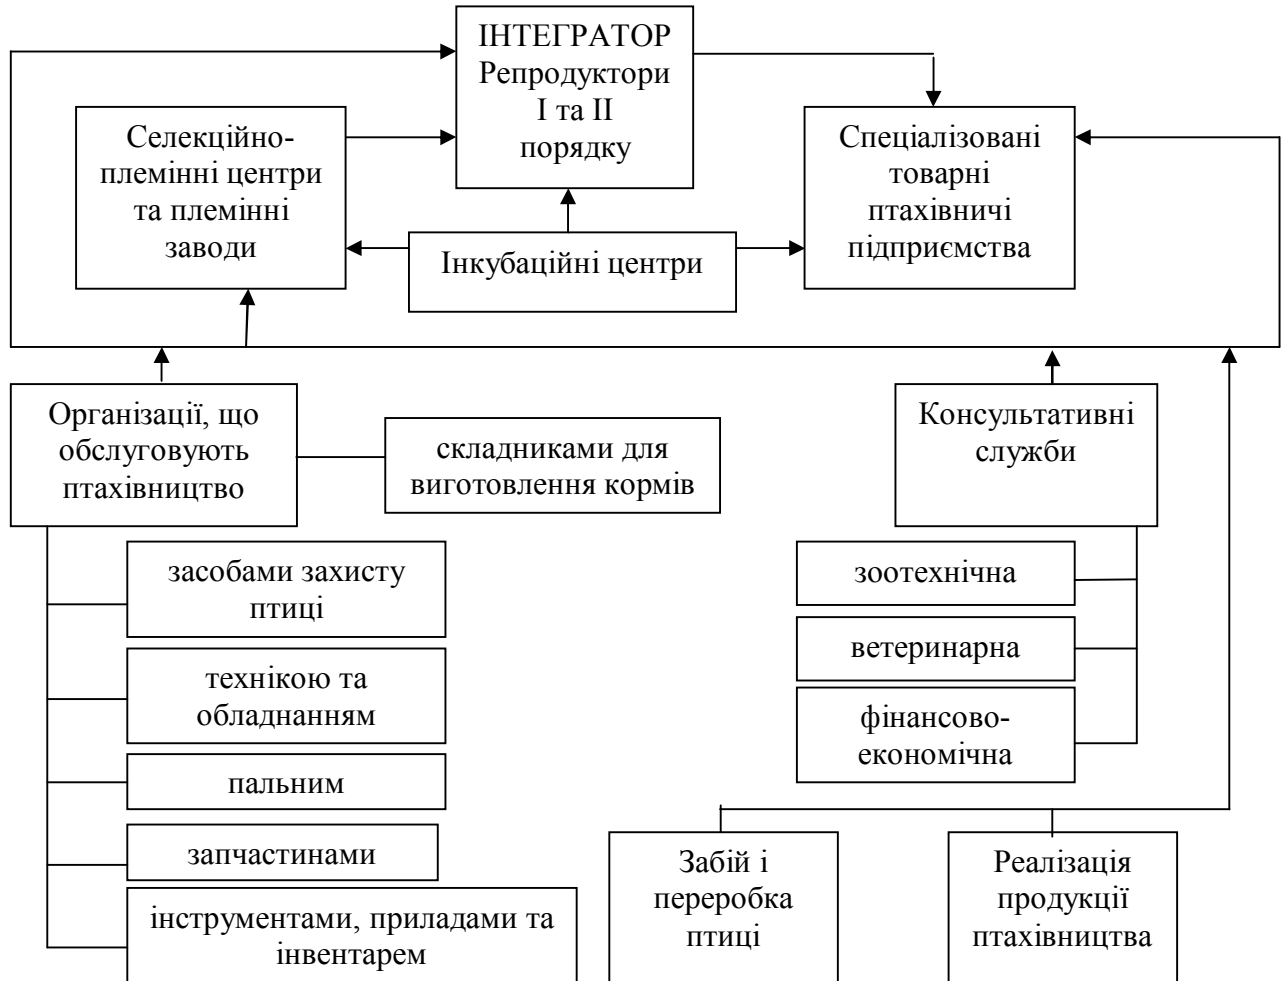 ІНТЕГРАТОР
Репродуктори
І та ІІ
порядку
Селекційно-
племінні центри
та племінні
заводи
Спеціалізовані
товарні
птахівничі
підприємства
Інкубаційні центри
Організації, що
обслуговують
птахівництво
складниками для
виготовлення кормів
Консультативні
служби
засобами захисту
птиці
технікою та
обладнанням
пальним
запчастинами
інструментами, приладами та
інвентарем
зоотехнічна
ветеринарна
фінансово-
економічна
Забій і
переробка
птиці
Реалізація
продукції
птахівництва